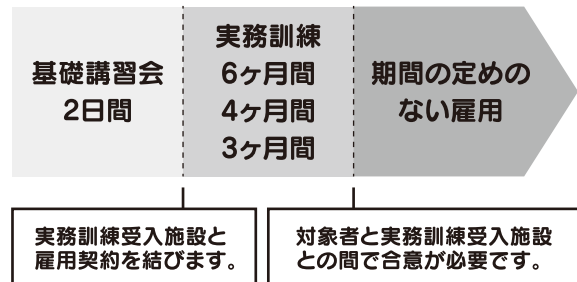 基礎講習会
2日間
実務訓練
6ヶ月間
4ヶ月間
3ヶ月間
期間の定めの
ない雇用
実務訓練受入施設と
雇用契約を結びます。
対象者と実務訓練受入施設
との間で合意が必要です。